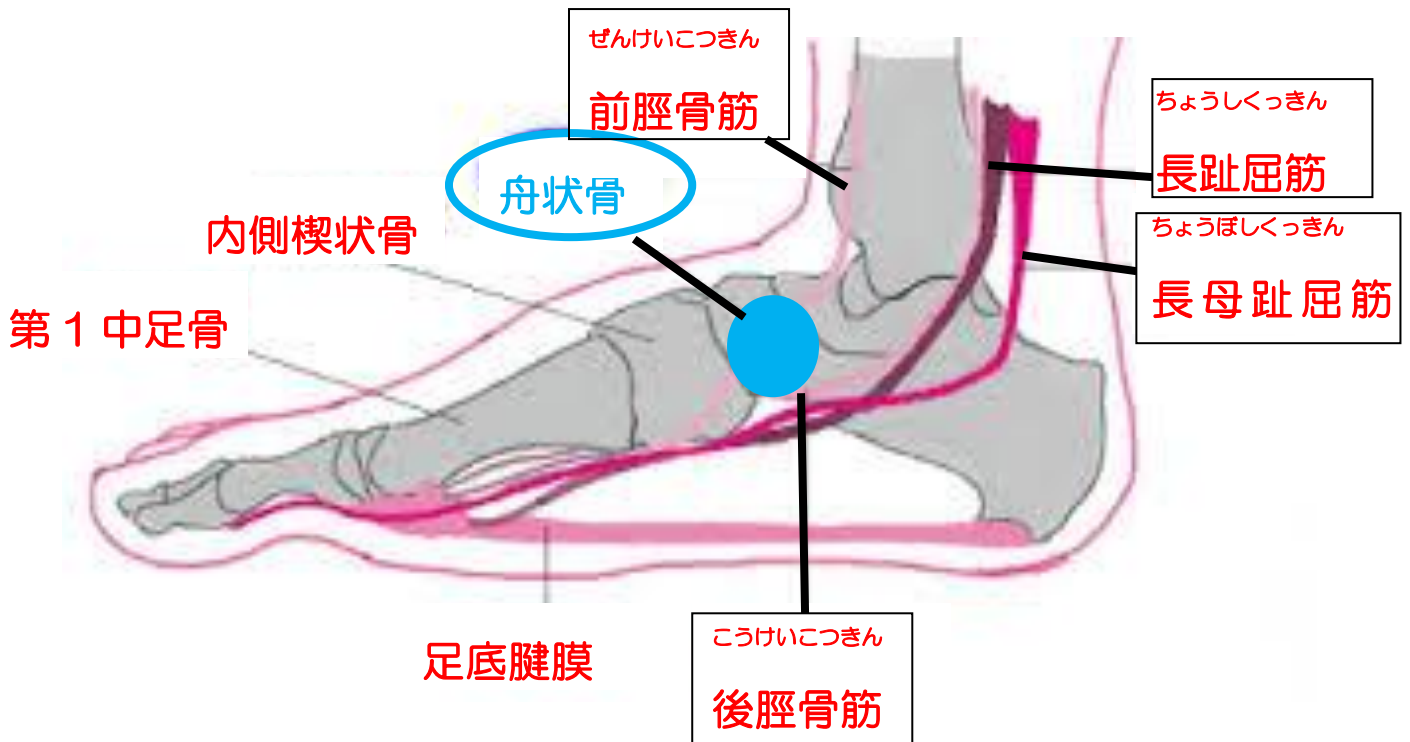 ぜんけいこつきん
前脛骨筋
ちょうしくっきん
長趾屈筋
舟状骨
内側楔状骨
ちょうぼしくっきん
長母趾屈筋
第1中足骨
足底腱膜
こうけいこつきん
後脛骨筋